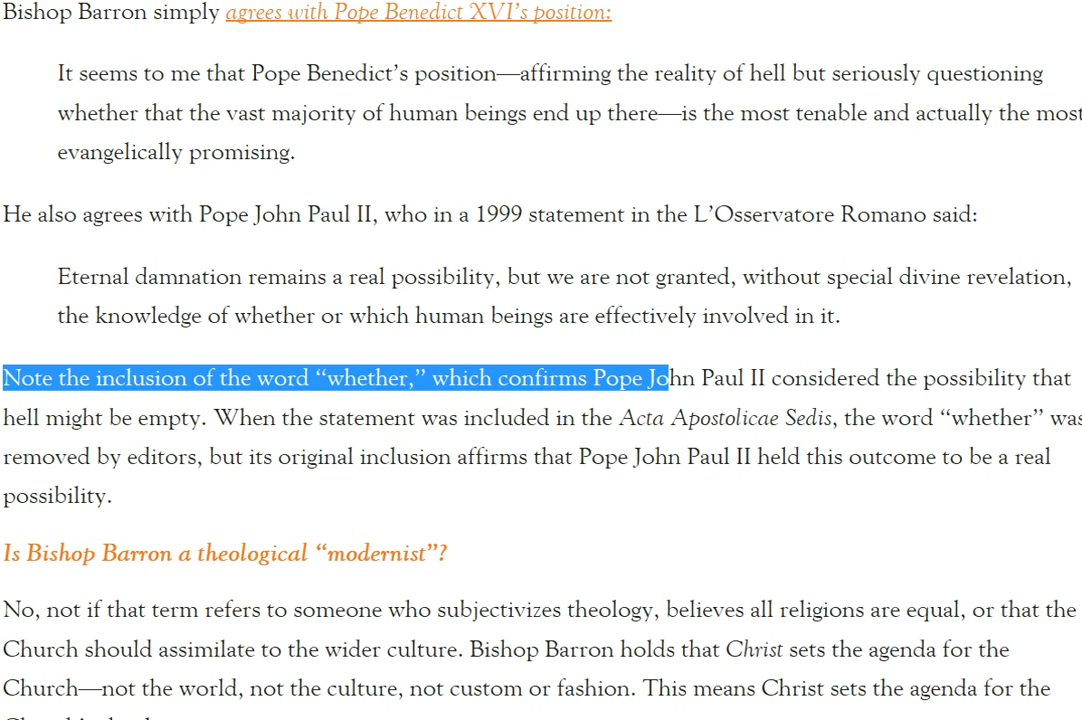 Bishop Barron simply agrees with Pope Benedict XVI's position:
It seems to me that Pope Benedict's position—affirming the reality of hell but seriously questioning
whether that the vast majority of human beings end up there—is the most tenable and actually the most
evangelically promising.
He also agrees with Pope John Paul II, who in a 1999 statement in the L'Osservatore Romano said:
Eternal damnation remains a real possibility, but we are not granted, without special divine revelation,
the knowledge of whether or which human beings are effectively involved in it.
Note the inclusion of the word “whether,” which confirms Pope John Paul II considered the possibility that
hell might be empty. When the statement was included in the Acta Apostolicae Sedis, the word “whether” was
removed by editors, but its original inclusion affirms that Pope John Paul II held this outcome to be a real
possibility.
Is Bishop Barron a theological “modernist”?
No, not if that term refers to someone who subjectivizes theology, believes all religions are equal, or that the
Church should assimilate to the wider culture. Bishop Barron holds that Christ sets the agenda for the
Church—not the world, not the culture, not custom or fashion. This means Christ sets the agenda for the